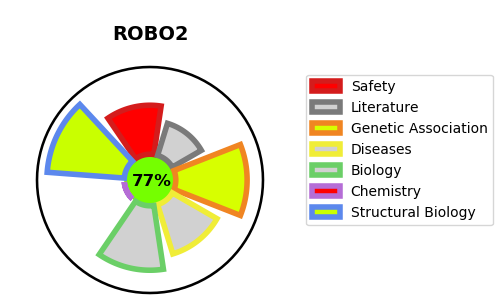 ROBO2
77%
Safety
Literature
Genetic Association
Diseases
Biology
Chemistry
Structural Biology